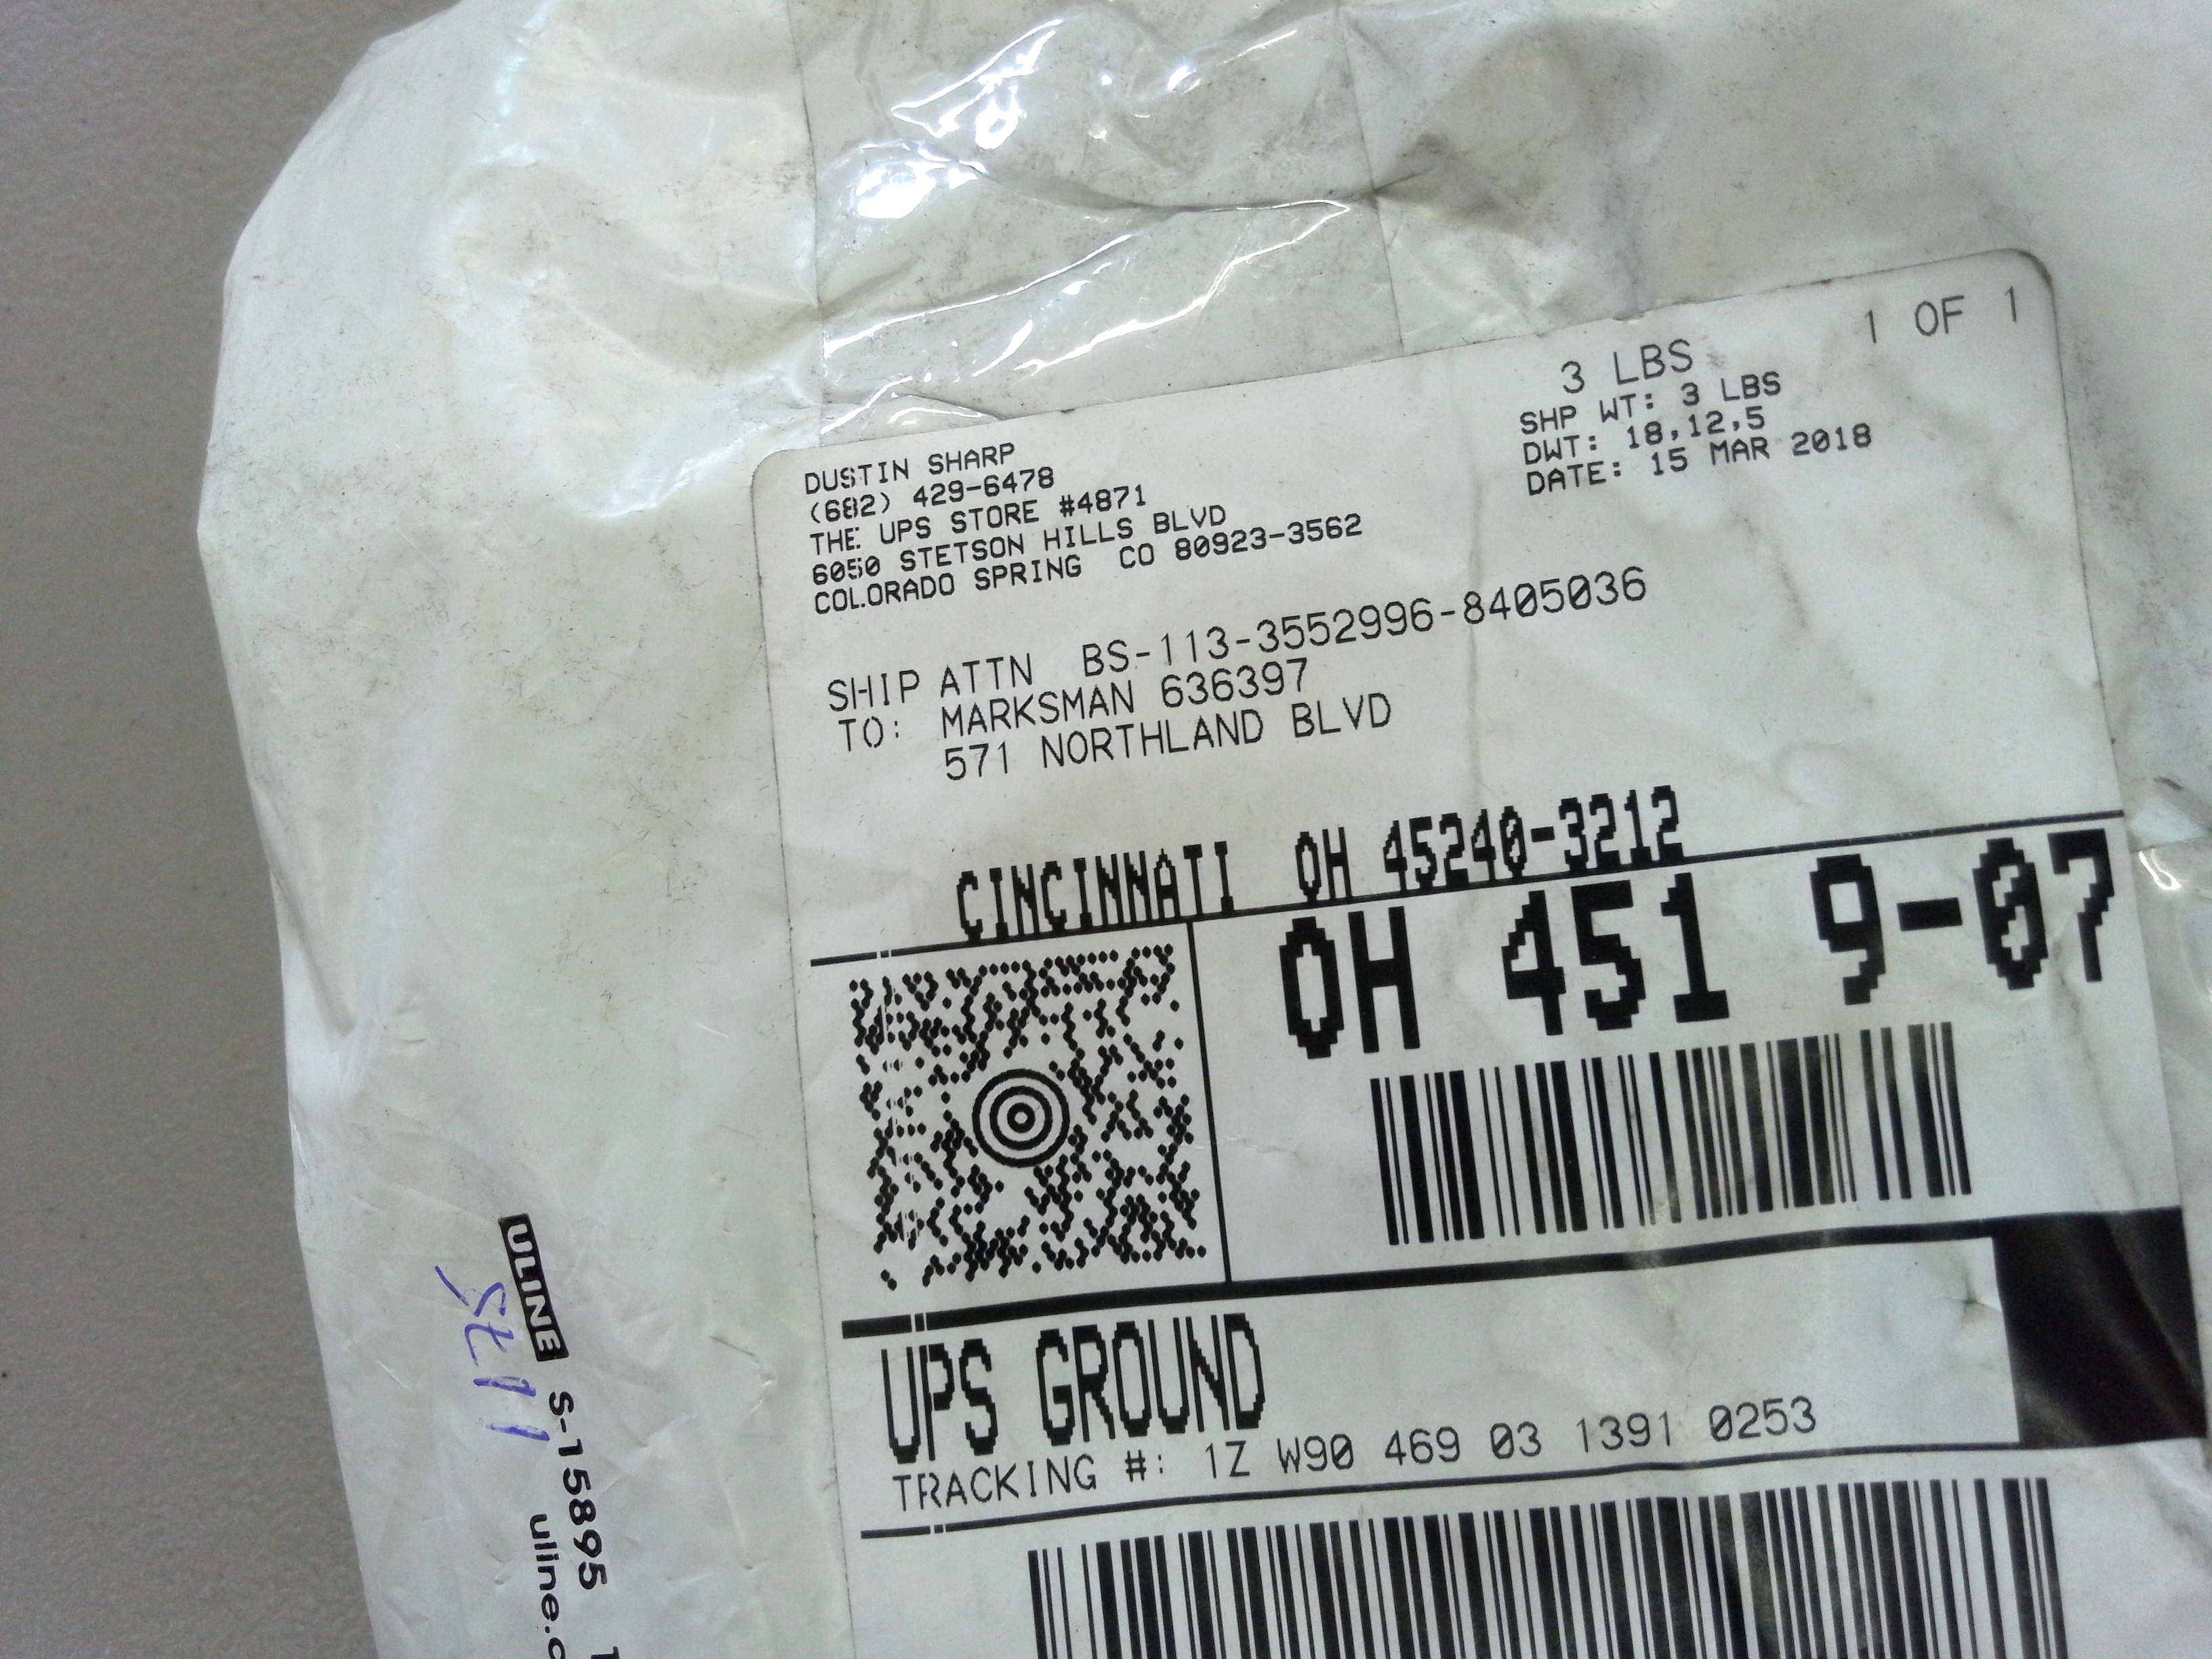 1 OF 1
3 LBS
SHP WT: 3 LBS
DWT: 18,12,5
DATE: 15 MAR 2018
DUSTIN SHARP
(682) 429-6478
THE UPS STORE #4871
6050 STETSON HILLS BLVD
COLORADO SPRING CO 80923-3562
SHIP ATTN BS-113-3552996-8405036
TO: MARKSMAN 636397
571 NORTHLAND BLVD
CINCINNATI OH 45240-3212
OH 451 9-07
UPS GROUND
TRACKING #: 1Z W90 469 03 1391 0253
ULINE S-15895